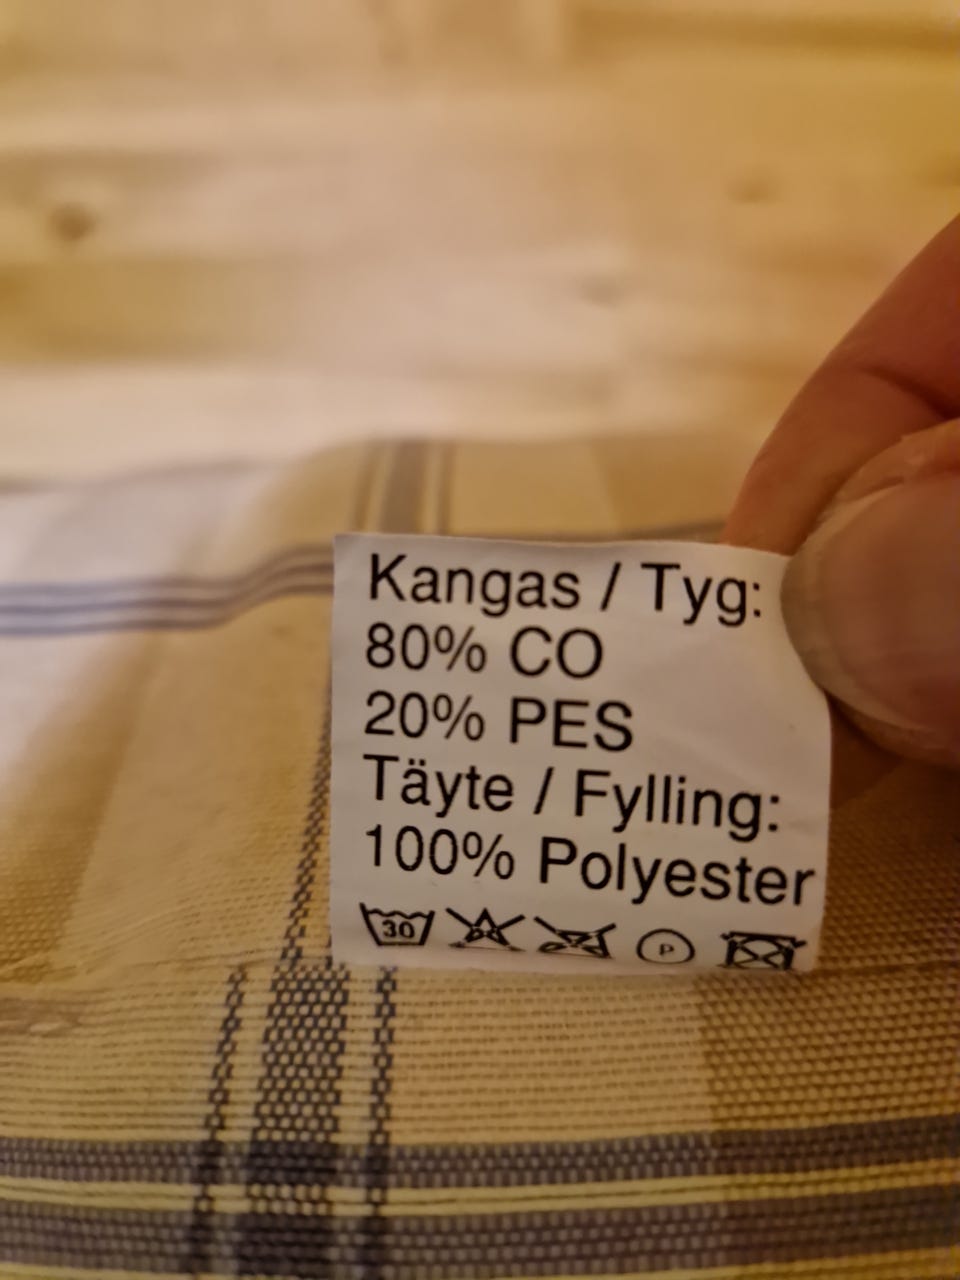 Kangas / Tyg:
80% CO
20% PES
Täyte / Fylling:
100% Polyester
30 P